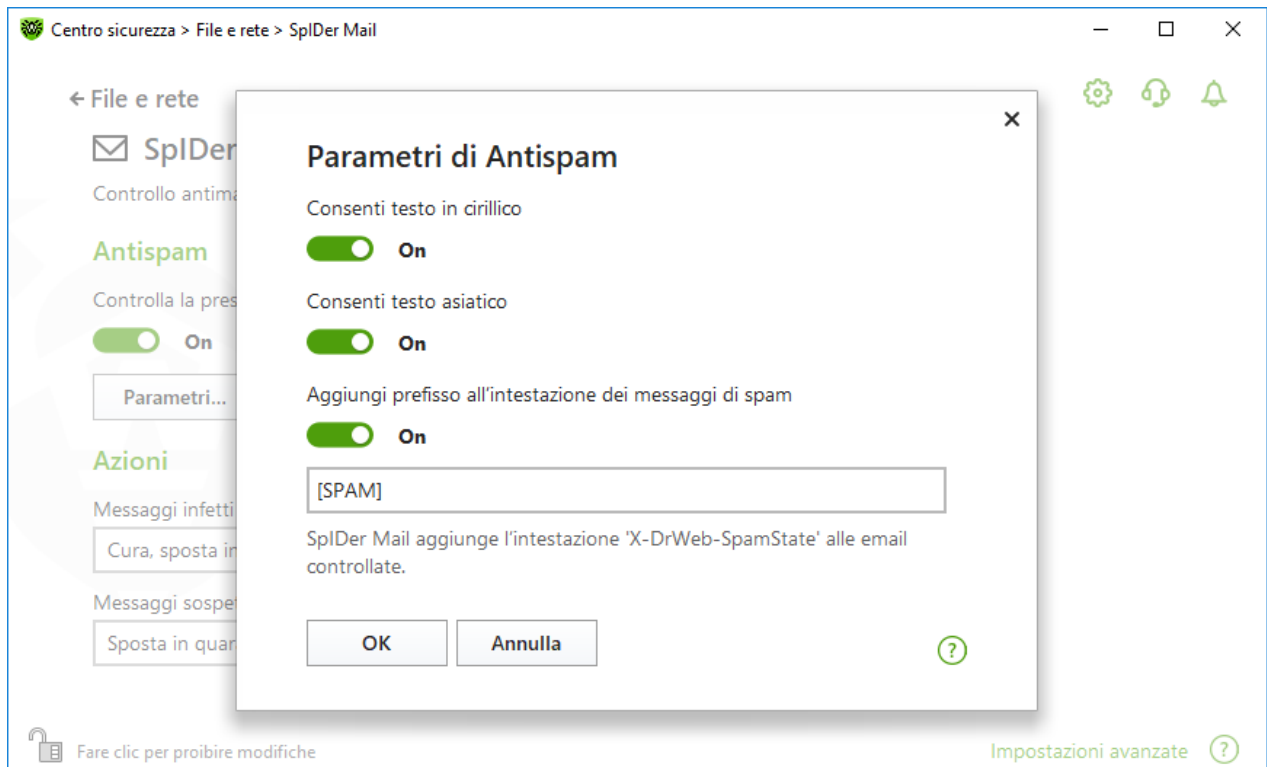 Centro sicurezza > File e rete > SpIDer Mail
File e rete
SpIDer
Controllo antima
Antispam
Controlla la pres
On
Parametri...
Azioni
Messaggi infetti
Cura, sposta in
Messaggi sospe
Sposta in quar
Parametri di Antispam
Consenti testo in cirillico
On
Consenti testo asiatico
On
Aggiungi prefisso all'intestazione dei messaggi di spam
On
[SPAM]
SpIDer Mail aggiunge l'intestazione 'X-DrWeb-SpamState' alle email
controllate.
OK
Annulla
?
Fare clic per proibire modifiche
Impostazioni avanzate
?